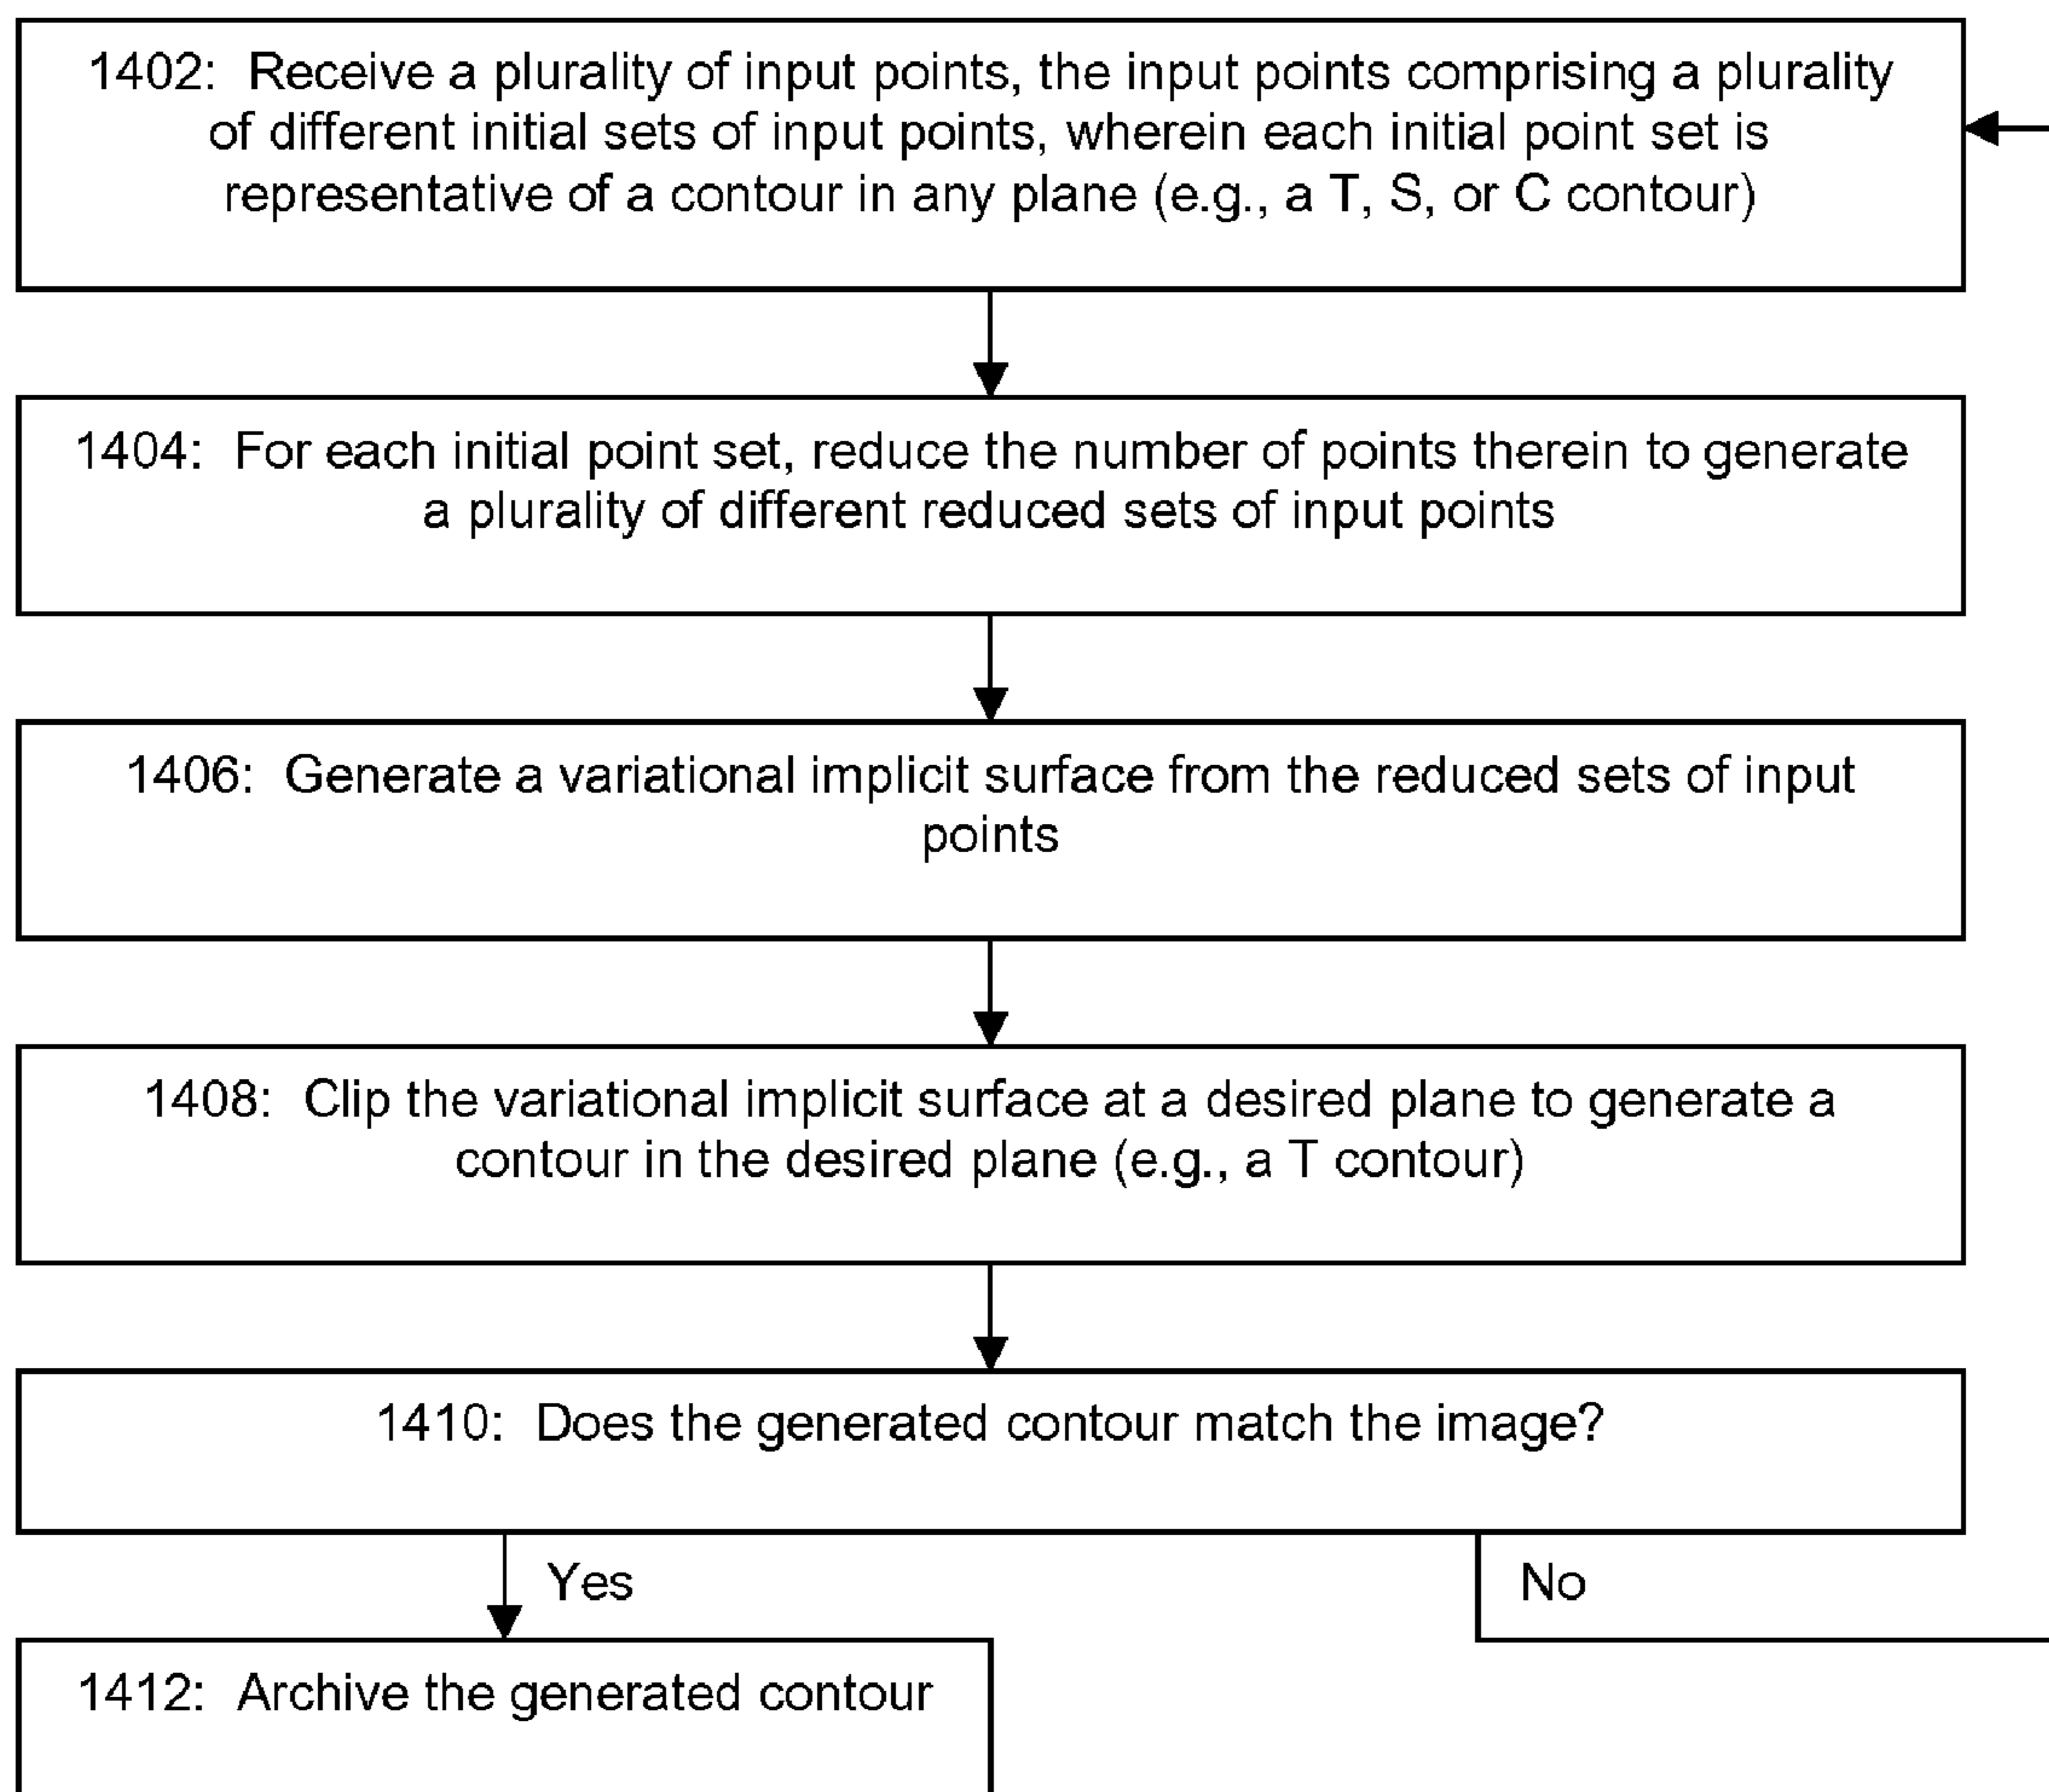 1402: Receive a plurality of input points, the input points comprising a plurality
of different initial sets of input points, wherein each initial point set is
representative of a contour in any plane (e.g., a T, S, or C contour)
1404: For each initial point set, reduce the number of points therein to generate
a plurality of different reduced sets of input points
1406: Generate a variational implicit surface from the reduced sets of input
points
1408: Clip the variational implicit surface at a desired plane to generate a
contour in the desired plane (e.g., a T contour)
1410: Does the generated contour match the image?
Yes
No
1412: Archive the generated contour